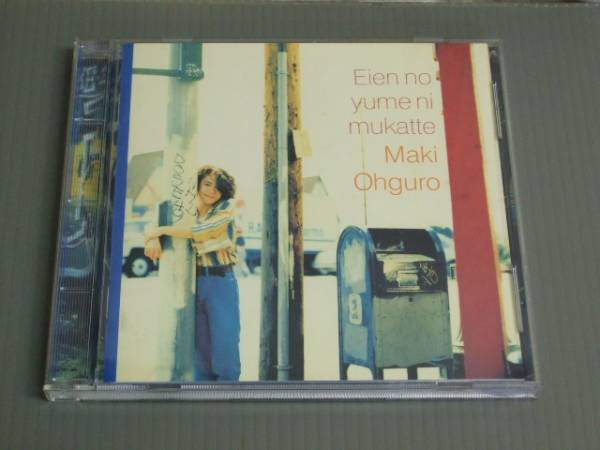 Eien no
yume ni
mukatte
Maki
Ohguro